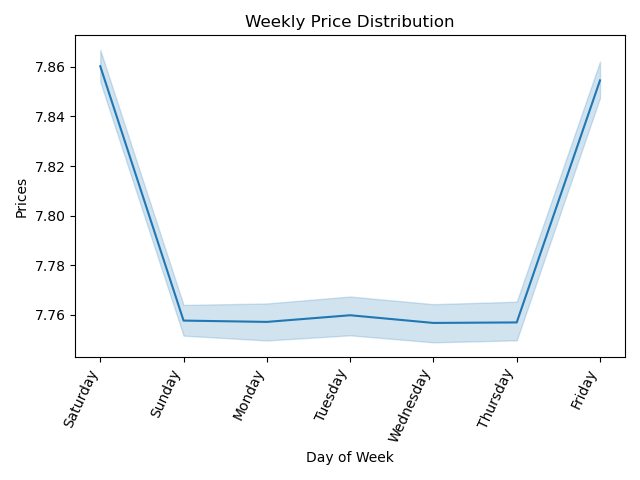 Weekly Price Distribution
Prices
7.86
7.84
7.82
7.80
7.78
7.76
Saturday
Sunday
Monday
Tuesday
Wednesday
Thursday
Friday
Day of Week